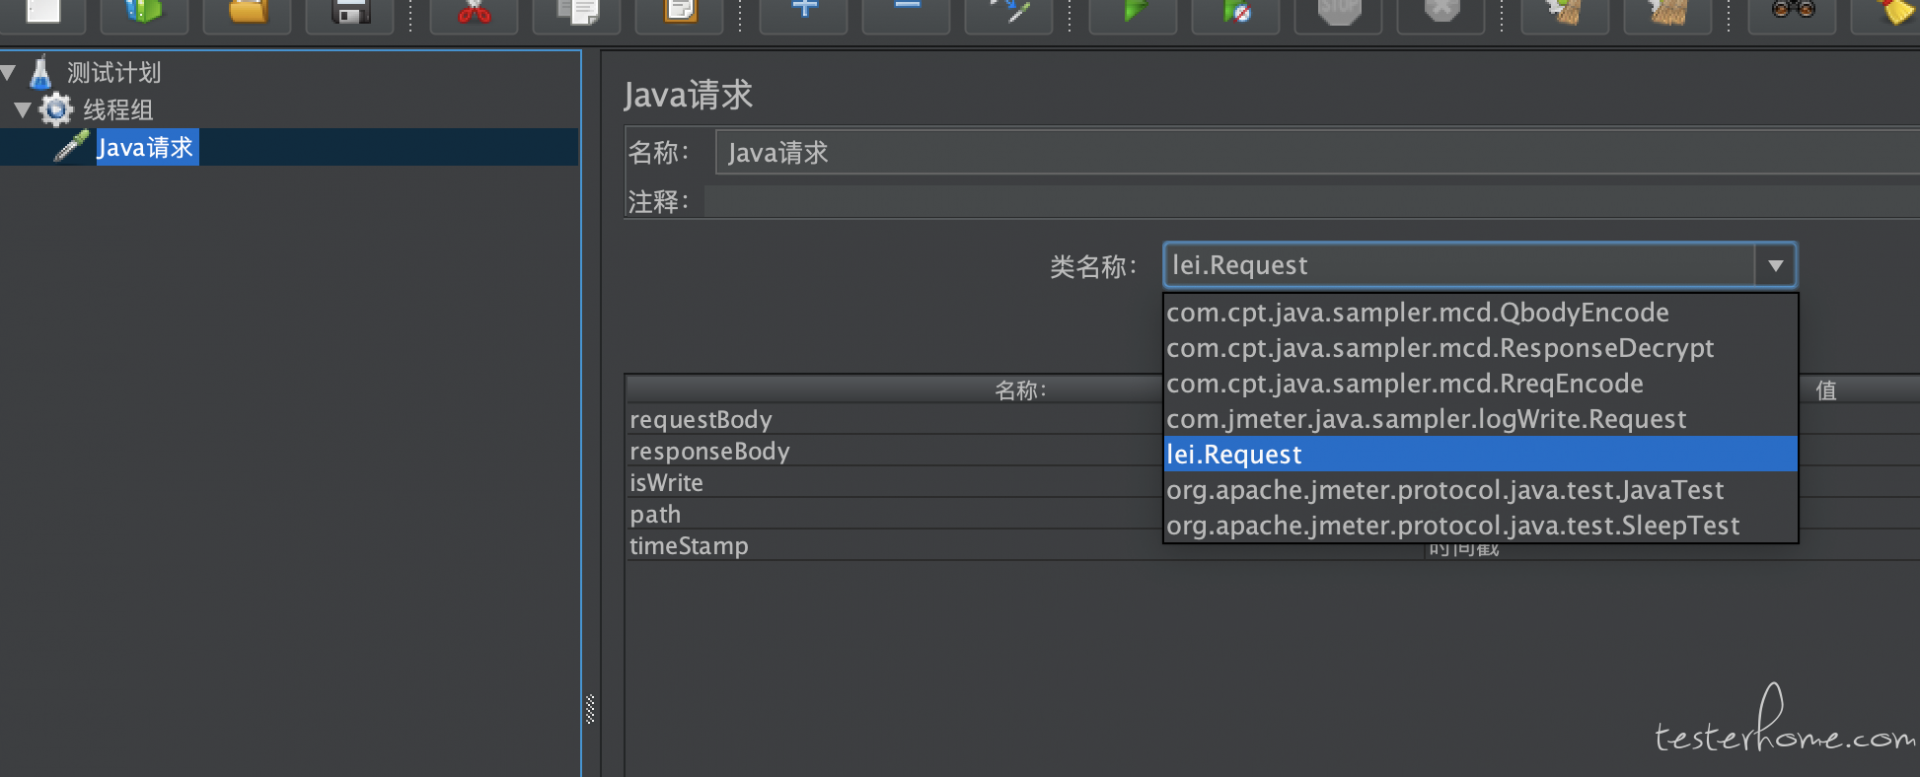 STOP
测试计划
线程组
Java请求
Java请求
名称： Java请求
注释：
类名称： lei.Request
com.cpt.java.sampler.mcd.QbodyEncode
com.cpt.java.sampler.mcd.ResponseDecrypt
com.cpt.java.sampler.mcd.RreqEncode
com.jmeter.java.sampler.logWrite.Request
lei.Request
org.apache.jmeter.protocol.java.test.JavaTest
org.apache.jmeter.protocol.java.test.SleepTest
名称： 值
requestBody
responseBody
isWrite
path
timeStamp 时间戳
testerhome.com